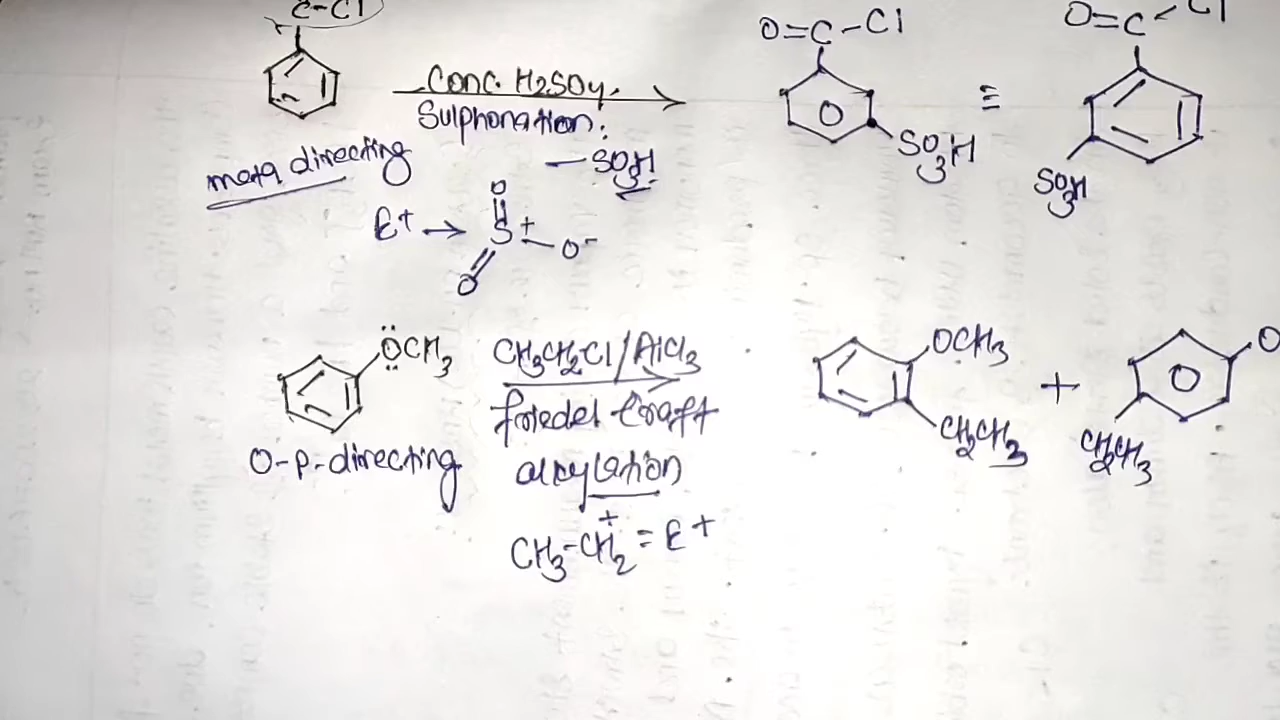 C-Cl
O=C-Cl
O=C-Cl
Conc. H2SO4.
Sulphonation:
≡
SO3H
SO3H
-SO3H
meta directing
E+ → O=S+-O-
O
ÖCH3
CH3CH2Cl/AlCl3
OCH3
+
O
friedel Craft
CH2CH3
CH2CH3
O-p-directing
alkylation
CH3-CH2+ = E+